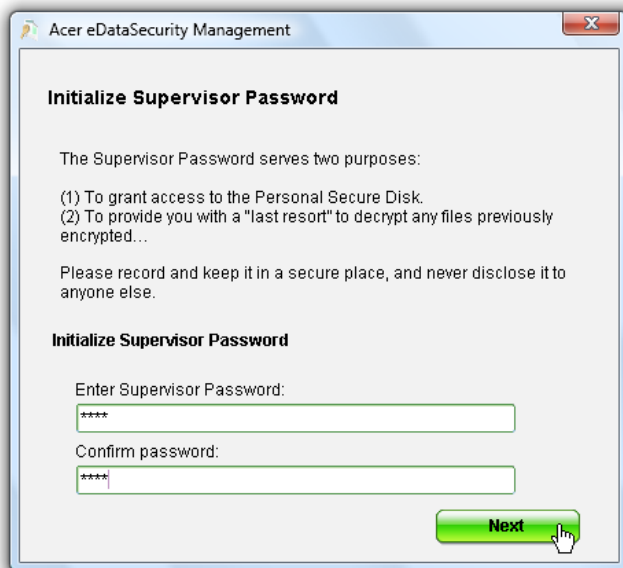 Acer eDataSecurity Management
Initialize Supervisor Password
The Supervisor Password serves two purposes:
(1) To grant access to the Personal Secure Disk.
(2) To provide you with a "last resort" to decrypt any files previously
encrypted...
Please record and keep it in a secure place, and never disclose it to
anyone else.
Initialize Supervisor Password
Enter Supervisor Password:
****
Confirm password:
****
Next